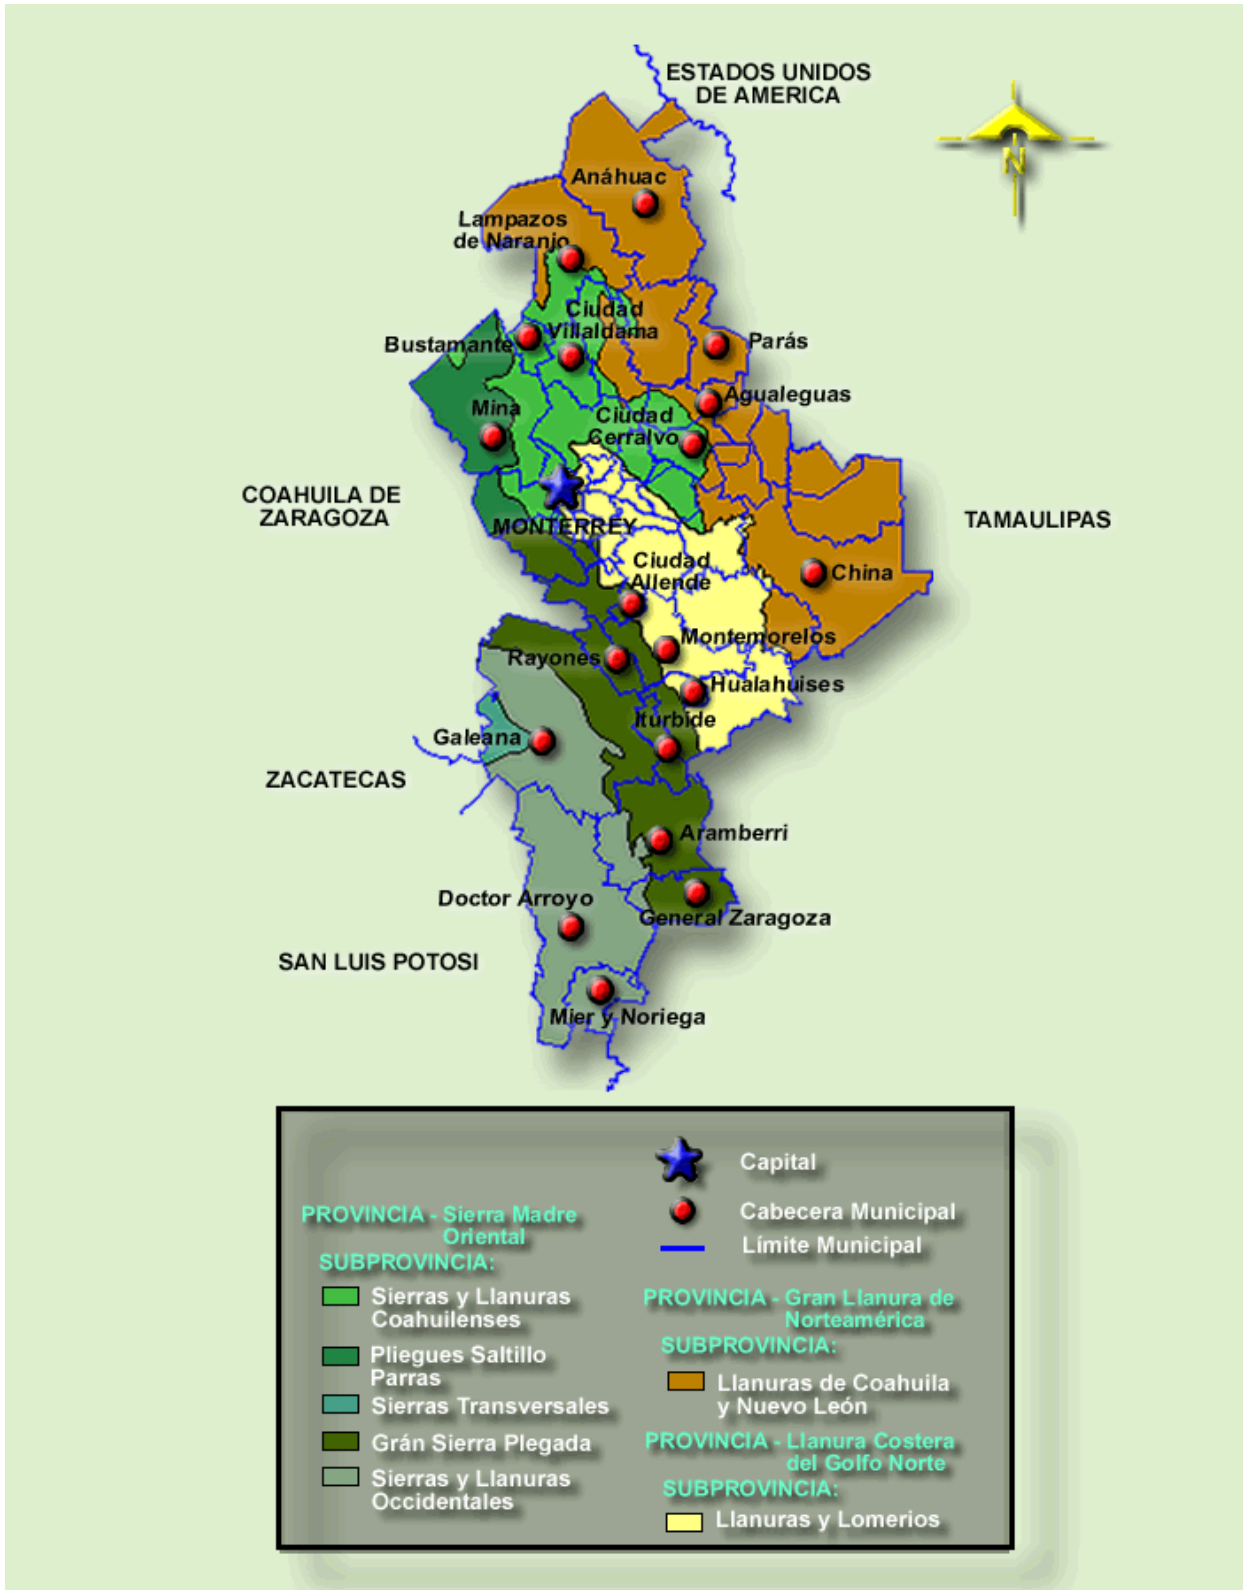 ESTADOS UNIDOS
DE AMERICA
N
Anáhuac
Lampazos
de Naranjo
Ciudad
Villaldama
Bustamante
Parás
Agualeguas
Mina
Ciudad
Cerralvo
COAHUILA DE
ZARAGOZA
MONTERREY
TAMAULIPAS
Ciudad
Allende
China
Montemorelos
Rayones
Hualahuises
Iturbide
Galeana
ZACATECAS
Aramberri
Doctor Arroyo
General Zaragoza
SAN LUIS POTOSI
Mier y Noriega
PROVINCIA - Sierra Madre
Oriental
SUBPROVINCIA:
Sierras y Llanuras
Coahuilenses
Pliegues Saltillo
Parras
Sierras Transversales
Grán Sierra Plegada
Sierras y Llanuras
Occidentales
Capital
Cabecera Municipal
Límite Municipal
PROVINCIA - Gran Llanura de
Norteamérica
SUBPROVINCIA:
Llanuras de Coahuila
y Nuevo León
PROVINCIA - Llanura Costera
del Golfo Norte
SUBPROVINCIA:
Llanuras y Lomerios